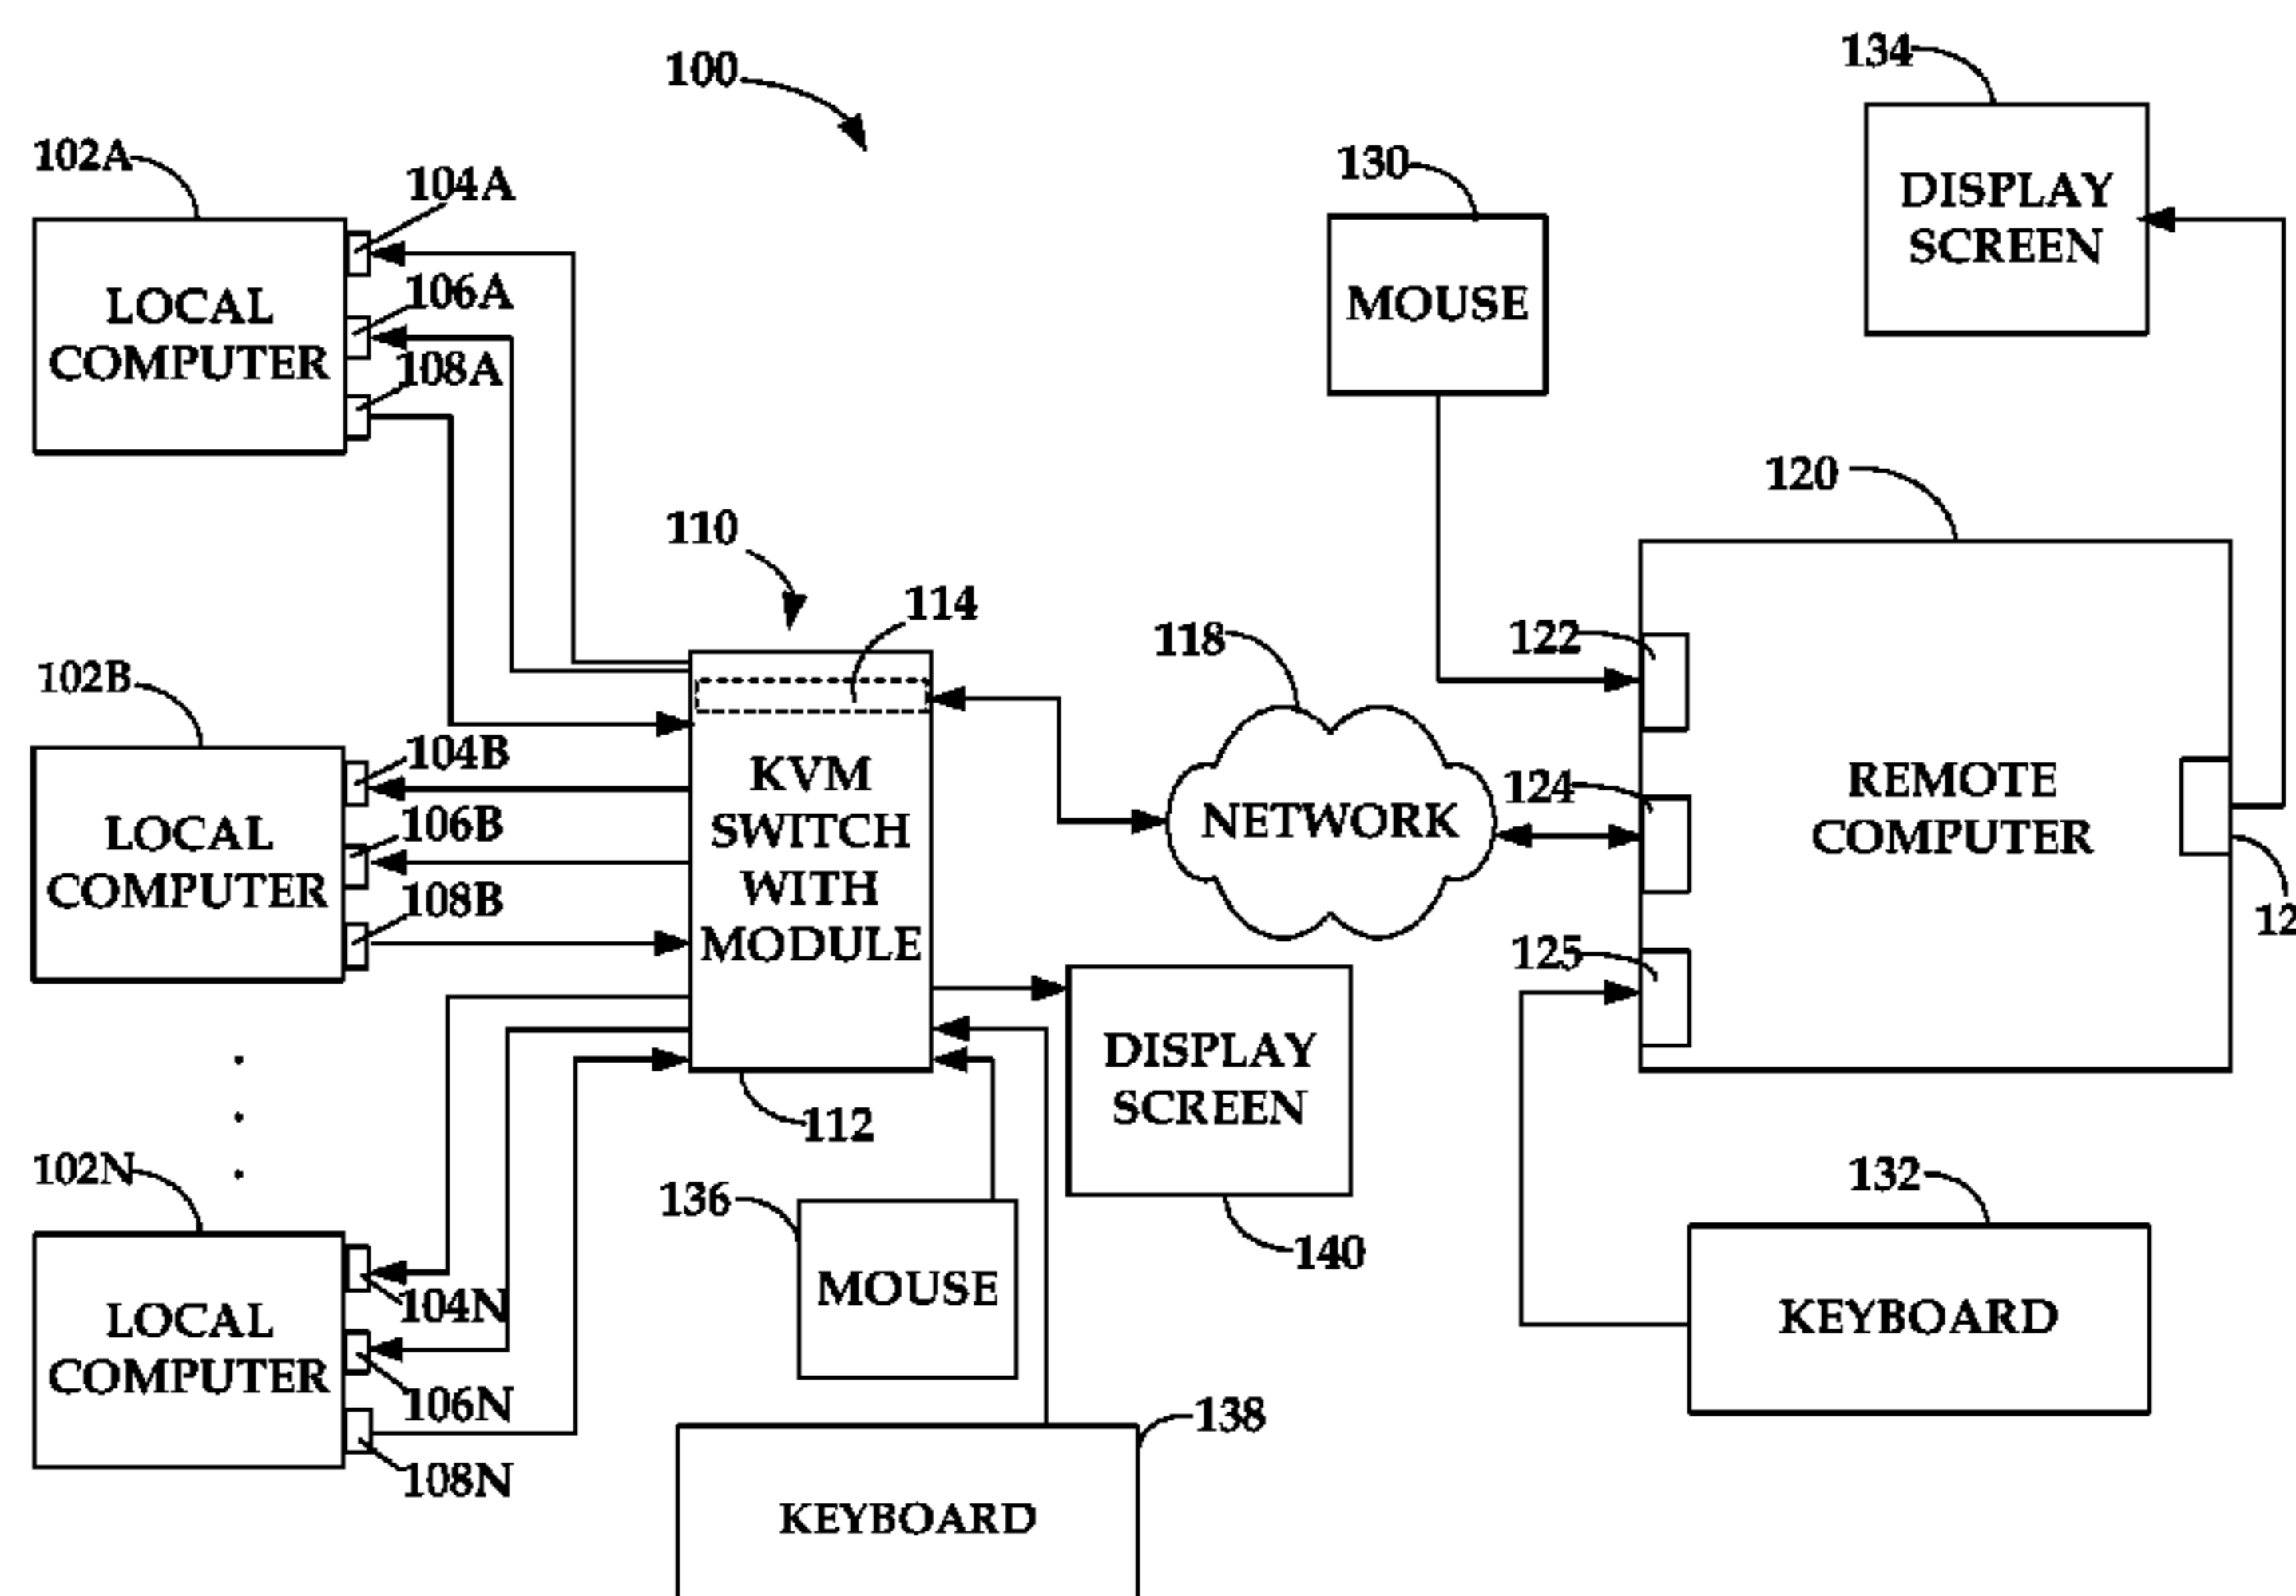 100
134
102A
104A
130
DISPLAY
SCREEN
106A
LOCAL
COMPUTER
MOUSE
108A
120
110
114
122
118
102B
104B
KVM
SWITCH
WITH
MODULE
124
REMOTE
COMPUTER
NETWORK
106B
LOCAL
COMPUTER
108B
12
125
DISPLAY
SCREEN
112
102N
136
132
140
104N
MOUSE
LOCAL
COMPUTER
KEYBOARD
106N
138
108N
KEYBOARD